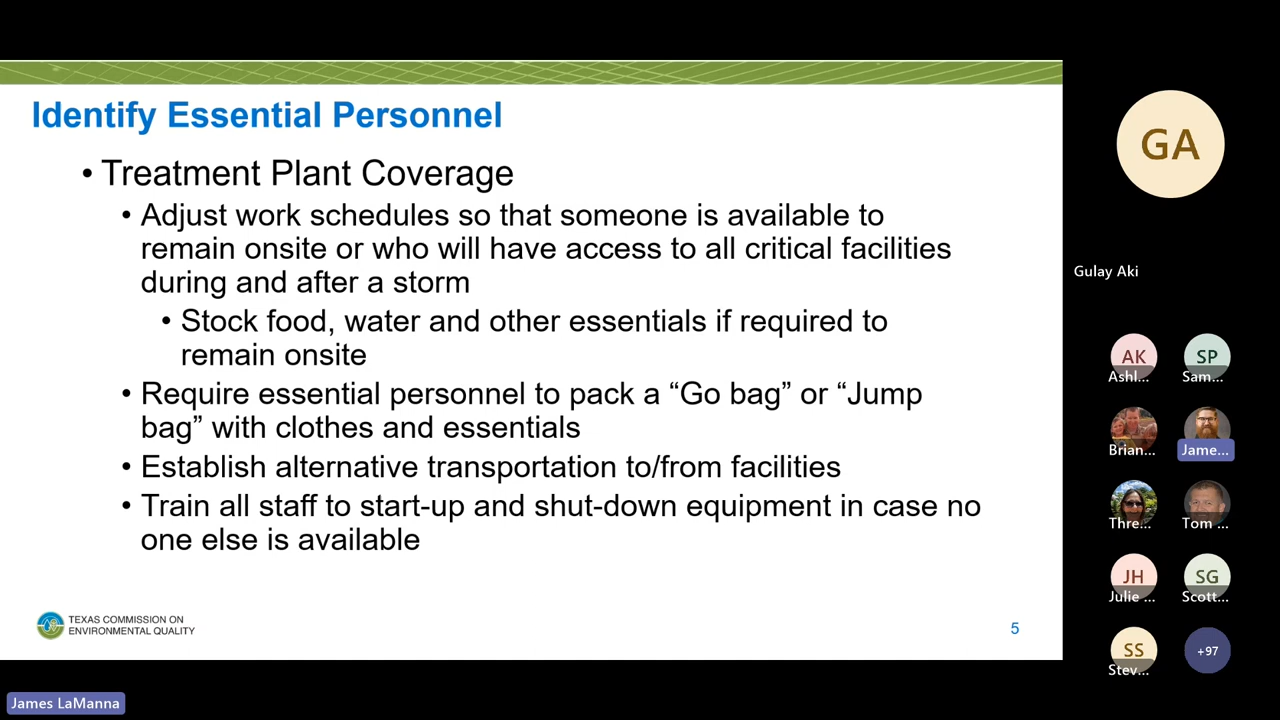 Identify Essential Personnel
• Treatment Plant Coverage
• Adjust work schedules so that someone is available to
remain onsite or who will have access to all critical facilities
during and after a storm
• Stock food, water and other essentials if required to
remain onsite
• Require essential personnel to pack a “Go bag” or “Jump
bag” with clothes and essentials
• Establish alternative transportation to/from facilities
• Train all staff to start-up and shut-down equipment in case no
one else is available
TEXAS COMMISSION ON
ENVIRONMENTAL QUALITY
5
GA
Gulay Aki
AK
Ashl...
SP
Sam...
Brian...
Jame...
Thre...
Tom ...
JH
Julie ...
SG
Scott...
SS
Stev...
+97
James LaManna